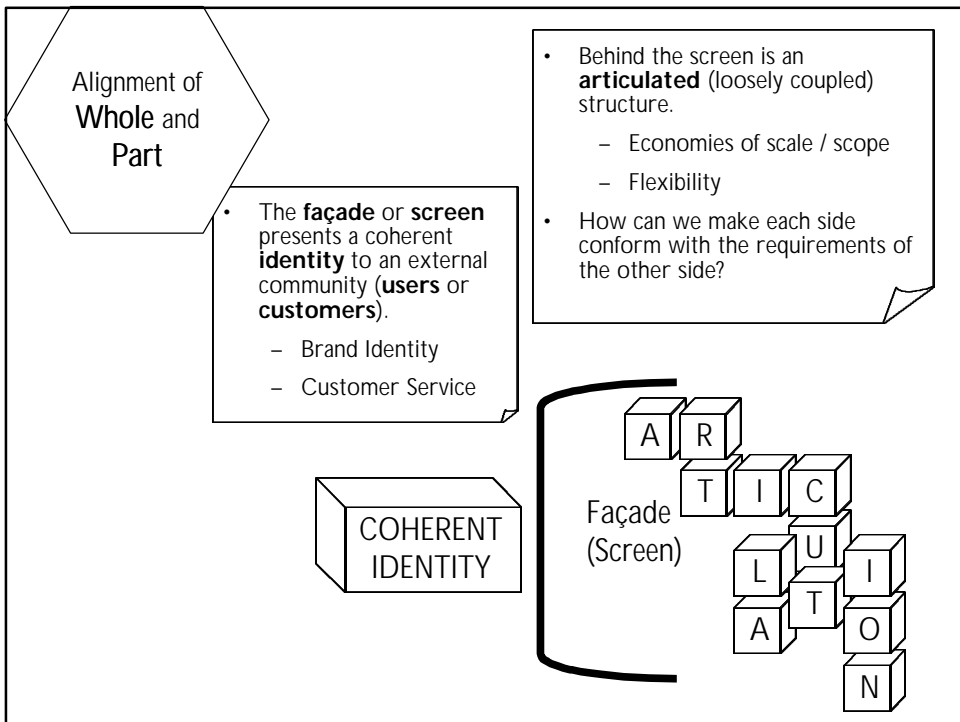 Alignment of
Whole and
Part
• The façade or screen
presents a coherent
identity to an external
community (users or
customers).
– Brand Identity
– Customer Service
• Behind the screen is an
articulated (loosely coupled)
structure.
– Economies of scale / scope
– Flexibility
• How can we make each side
conform with the requirements of
the other side?
COHERENT
IDENTITY
Façade
(Screen)
A R
T I C
U
L I
T
A O
N